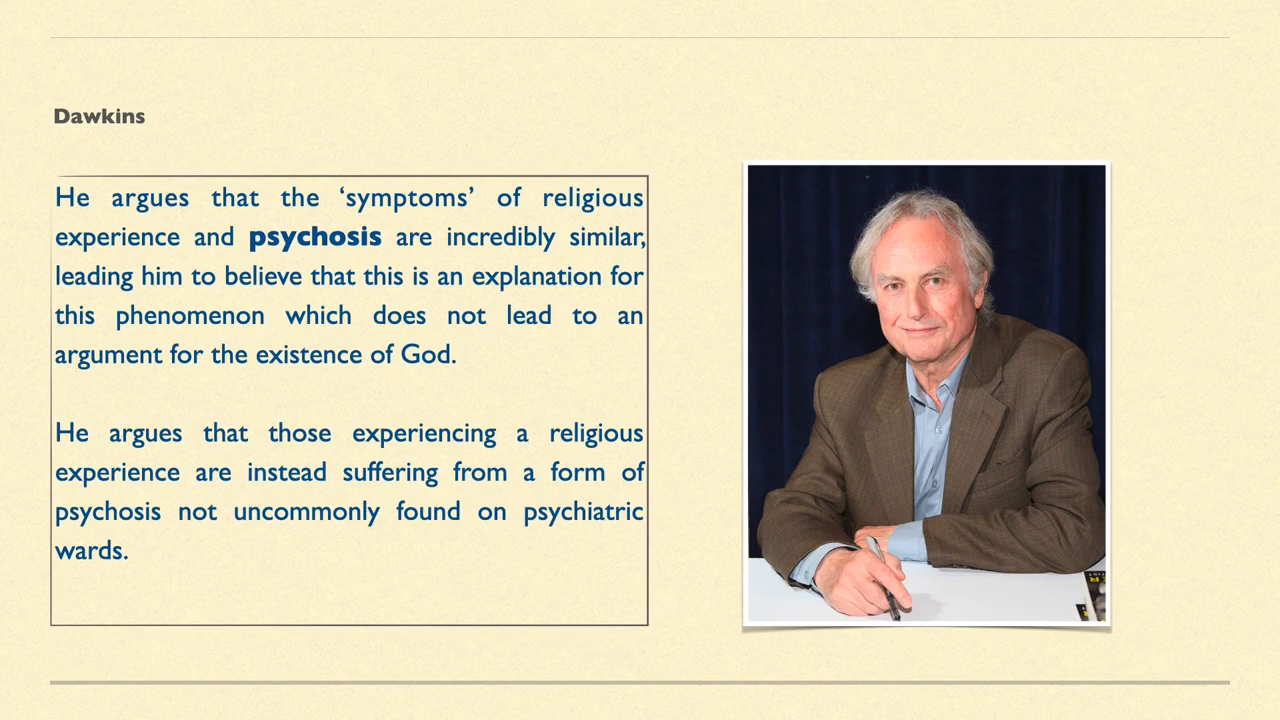 Dawkins
He argues that the ‘symptoms’ of religious
experience and psychosis are incredibly similar,
leading him to believe that this is an explanation for
this phenomenon which does not lead to an
argument for the existence of God.
He argues that those experiencing a religious
experience are instead suffering from a form of
psychosis not uncommonly found on psychiatric
wards.